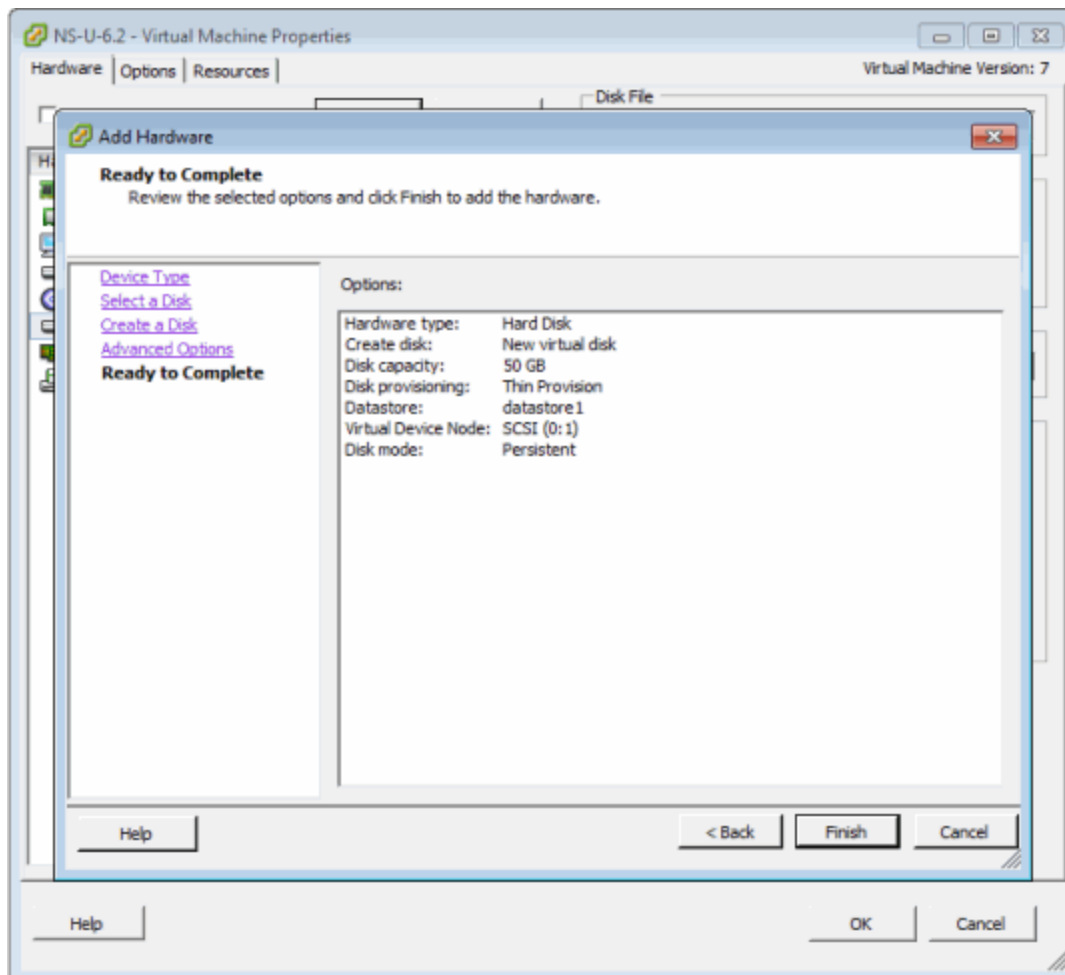 NS-U-6.2 - Virtual Machine Properties
Hardware Options Resources Virtual Machine Version: 7
Disk File
Add Hardware
Ready to Complete
Review the selected options and click Finish to add the hardware.
Device Type
Select a Disk
Create a Disk
Advanced Options
Ready to Complete
Options:
Hardware type: Hard Disk
Create disk: New virtual disk
Disk capacity: 50 GB
Disk provisioning: Thin Provision
Datastore: datastore1
Virtual Device Node: SCSI (0:1)
Disk mode: Persistent
Help < Back Finish Cancel
Help OK Cancel